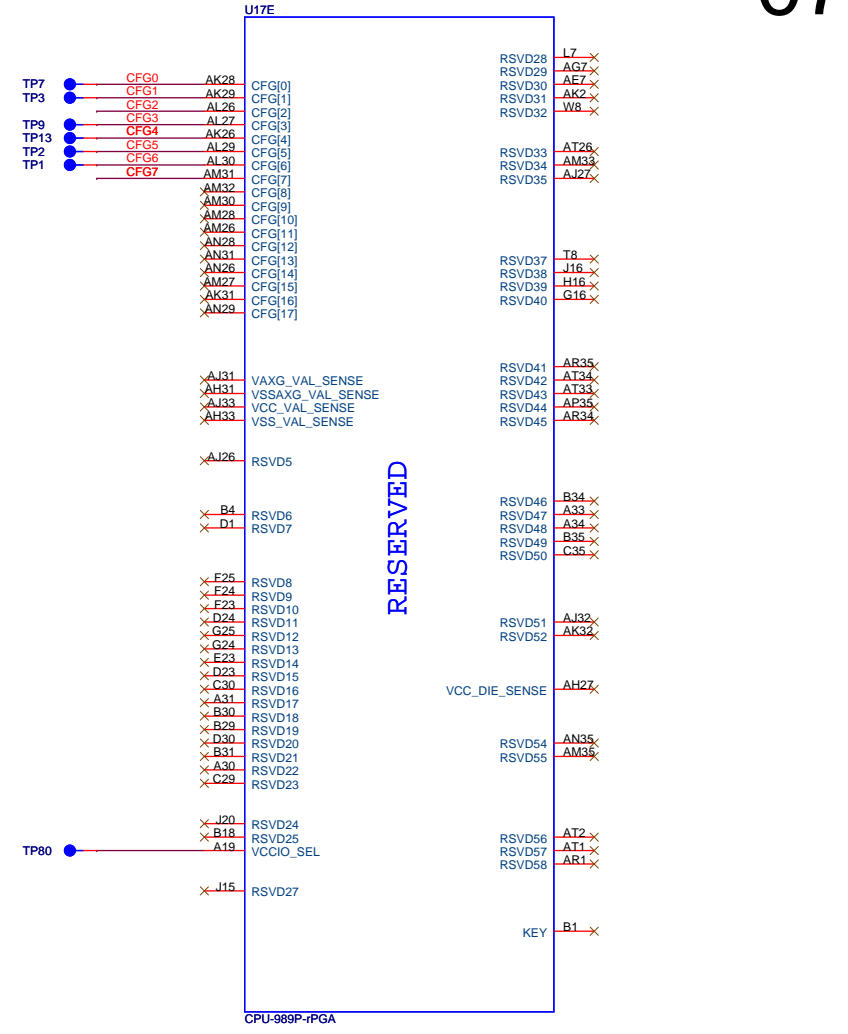 U17E
TP7 CFG0 AK28 CFG[0]
TP3 CFG1 AK29 CFG[1]
CFG2 AL26 CFG[2]
TP9 CFG3 AL27 CFG[3]
TP13 CFG4 AK26 CFG[4]
TP2 CFG5 AL29 CFG[5]
TP1 CFG6 AL30 CFG[6]
CFG7 AM31 CFG[7]
AM32 CFG[8]
AM30 CFG[9]
AM28 CFG[10]
AM26 CFG[11]
AN28 CFG[12]
AN31 CFG[13]
AN26 CFG[14]
AM27 CFG[15]
AK31 CFG[16]
AN29 CFG[17]
AJ31 VAXG_VAL_SENSE
AH31 VSSAXG_VAL_SENSE
AJ33 VCC_VAL_SENSE
AH33 VSS_VAL_SENSE
AJ26 RSVD5
B4 RSVD6
D1 RSVD7
F25 RSVD8
F24 RSVD9
F23 RSVD10
D24 RSVD11
G25 RSVD12
G24 RSVD13
E23 RSVD14
D23 RSVD15
C30 RSVD16
A31 RSVD17
B30 RSVD18
B29 RSVD19
D30 RSVD20
B31 RSVD21
A30 RSVD22
C29 RSVD23
J20 RSVD24
B18 RSVD25
TP80 A19 VCCIO_SEL
J15 RSVD27
RESERVED
RSVD28 L7
RSVD29 AG7
RSVD30 AE7
RSVD31 AK2
RSVD32 W8
RSVD33 AT26
RSVD34 AM33
RSVD35 AJ27
RSVD37 T8
RSVD38 J16
RSVD39 H16
RSVD40 G16
RSVD41 AR35
RSVD42 AT34
RSVD43 AT33
RSVD44 AP35
RSVD45 AR34
RSVD46 B34
RSVD47 A33
RSVD48 A34
RSVD49 B35
RSVD50 C35
RSVD51 AJ32
RSVD52 AK32
VCC_DIE_SENSE AH27
RSVD54 AN35
RSVD55 AM35
RSVD56 AT2
RSVD57 AT1
RSVD58 AR1
KEY B1
CPU-989P-rPGA